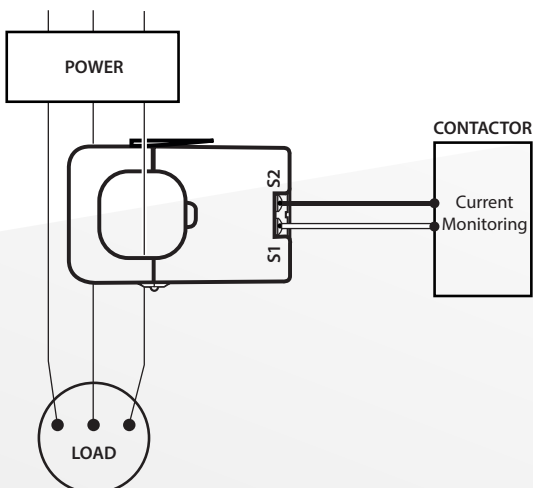 POWER
CONTACTOR
S2
Current
Monitoring
S1
LOAD